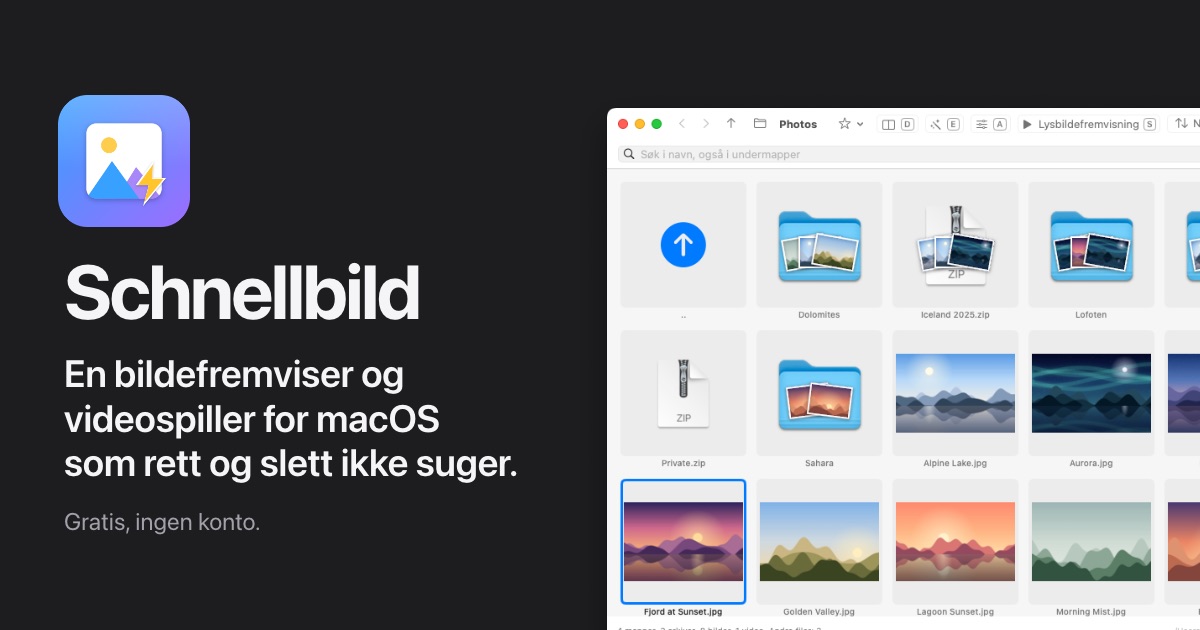 Schnellbild
En bildefremviser og
videospiller for macOS
som rett og slett ikke suger.
Gratis, ingen konto.
Photos
D
E
A
Lysbildefremvisning S
N
Søk i navn, også i undermapper
..
Dolomites
ZIP
Iceland 2025.zip
Lofoten
ZIP
Private.zip
Sahara
Alpine Lake.jpg
Aurora.jpg
Fjord at Sunset.jpg
Golden Valley.jpg
Lagoon Sunset.jpg
Morning Mist.jpg